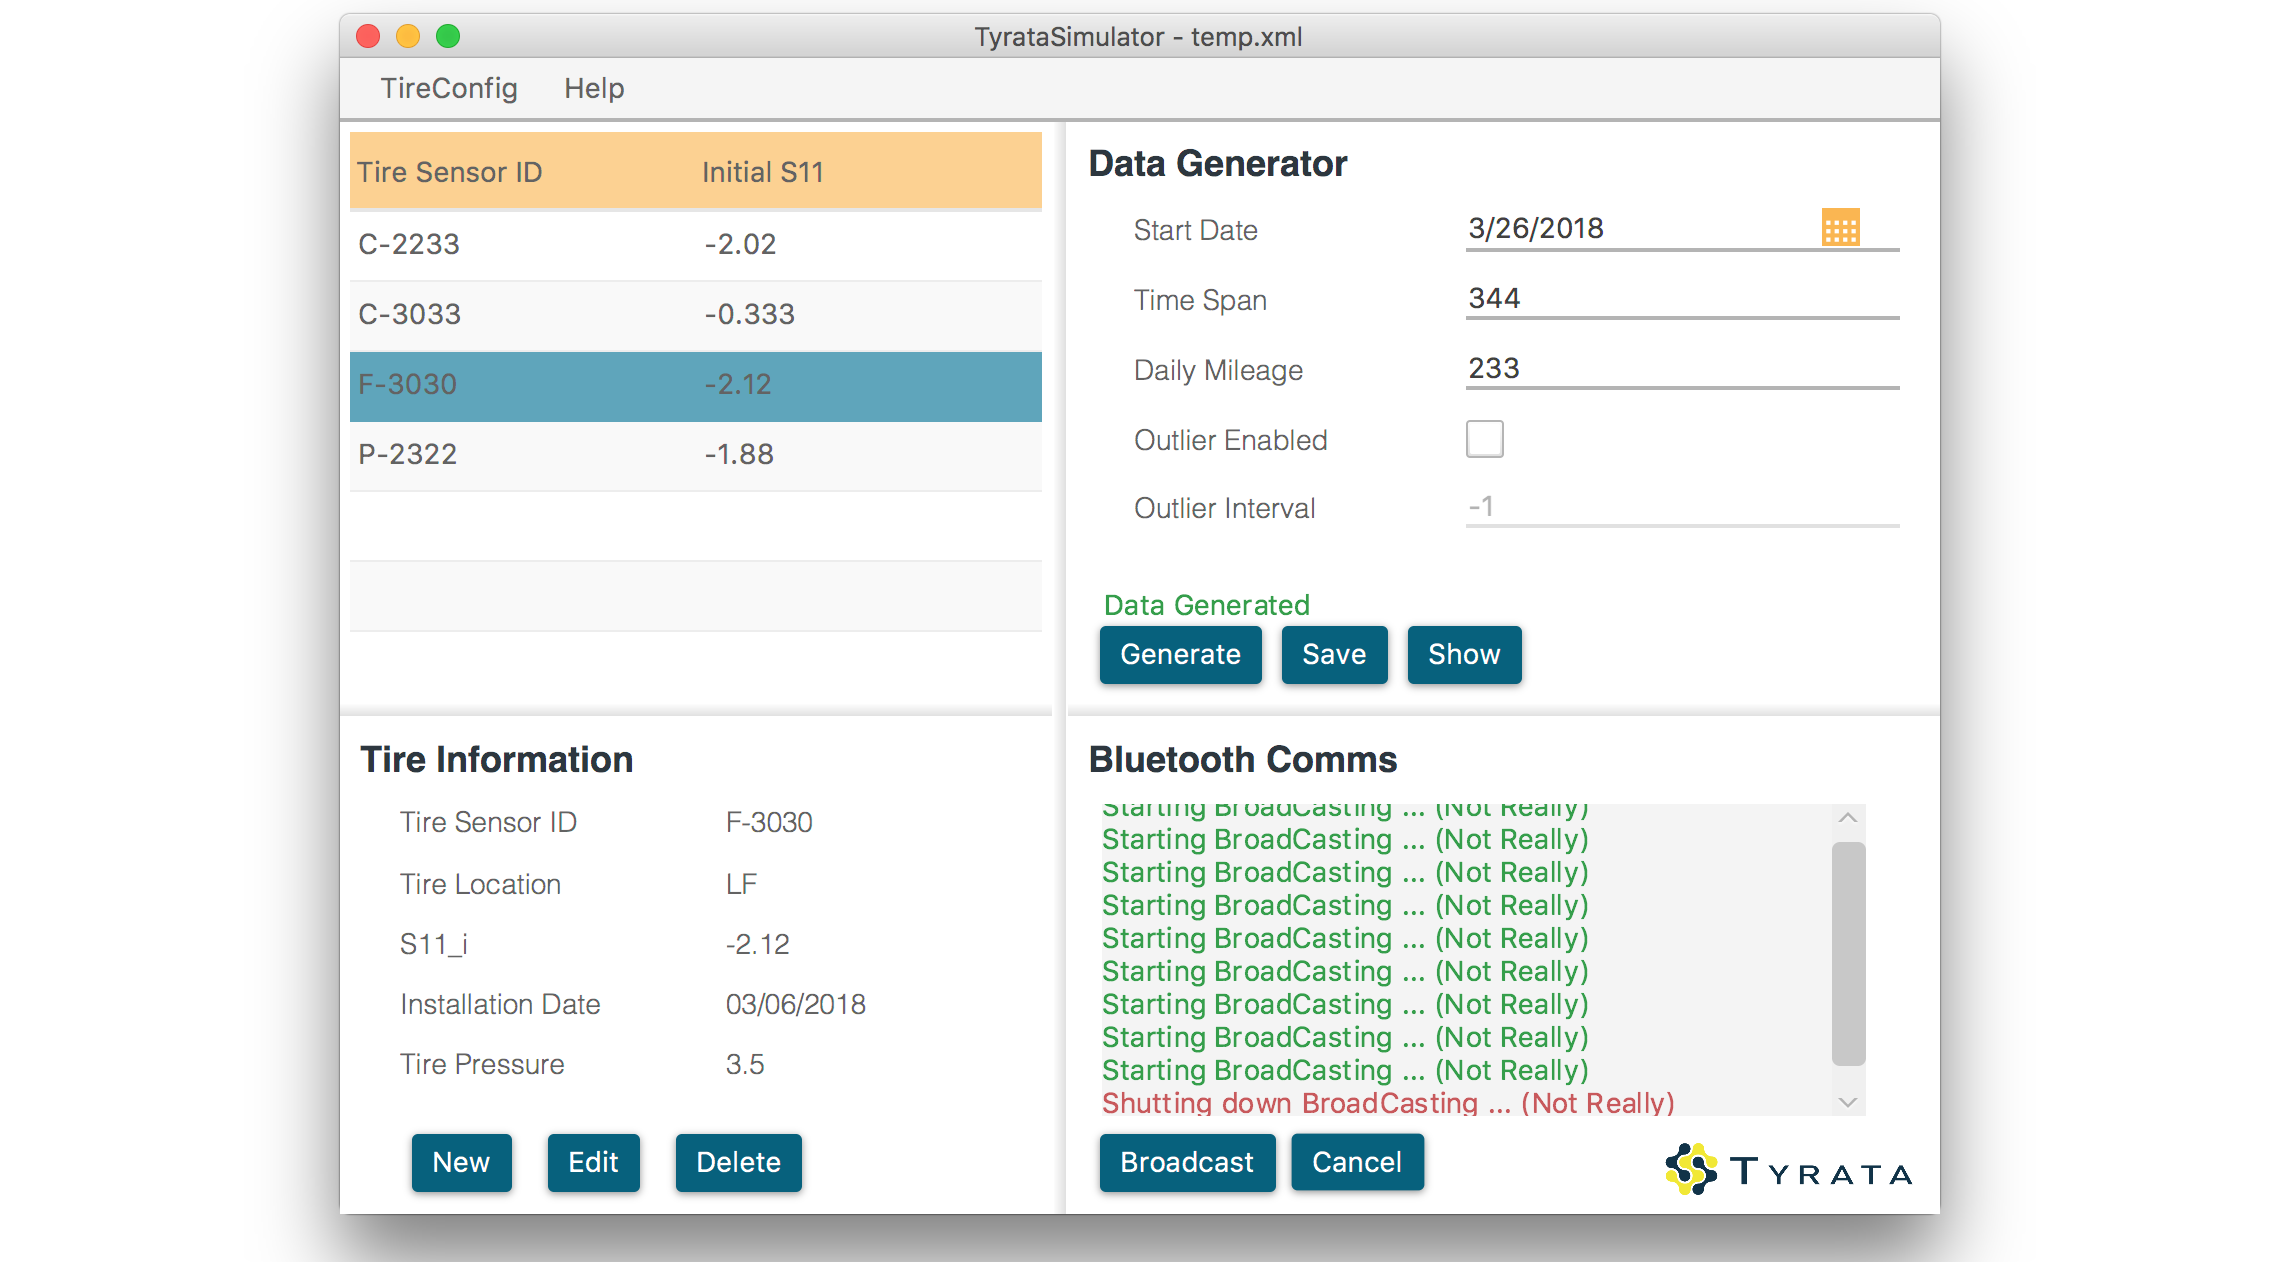 TyrataSimulator - temp.xml
TireConfig Help
Tire Sensor ID Initial S11
C-2233 -2.02
C-3033 -0.333
F-3030 -2.12
P-2322 -1.88
Data Generator
Start Date 3/26/2018
Time Span 344
Daily Mileage 233
Outlier Enabled
Outlier Interval -1
Data Generated
Generate Save Show
Tire Information
Tire Sensor ID F-3030
Tire Location LF
S11_i -2.12
Installation Date 03/06/2018
Tire Pressure 3.5
New Edit Delete
Bluetooth Comms
Starting BroadCasting ... (Not Really)
Starting BroadCasting ... (Not Really)
Starting BroadCasting ... (Not Really)
Starting BroadCasting ... (Not Really)
Starting BroadCasting ... (Not Really)
Starting BroadCasting ... (Not Really)
Starting BroadCasting ... (Not Really)
Starting BroadCasting ... (Not Really)
Starting BroadCasting ... (Not Really)
Shutting down BroadCasting ... (Not Really)
Broadcast Cancel
TYRATA